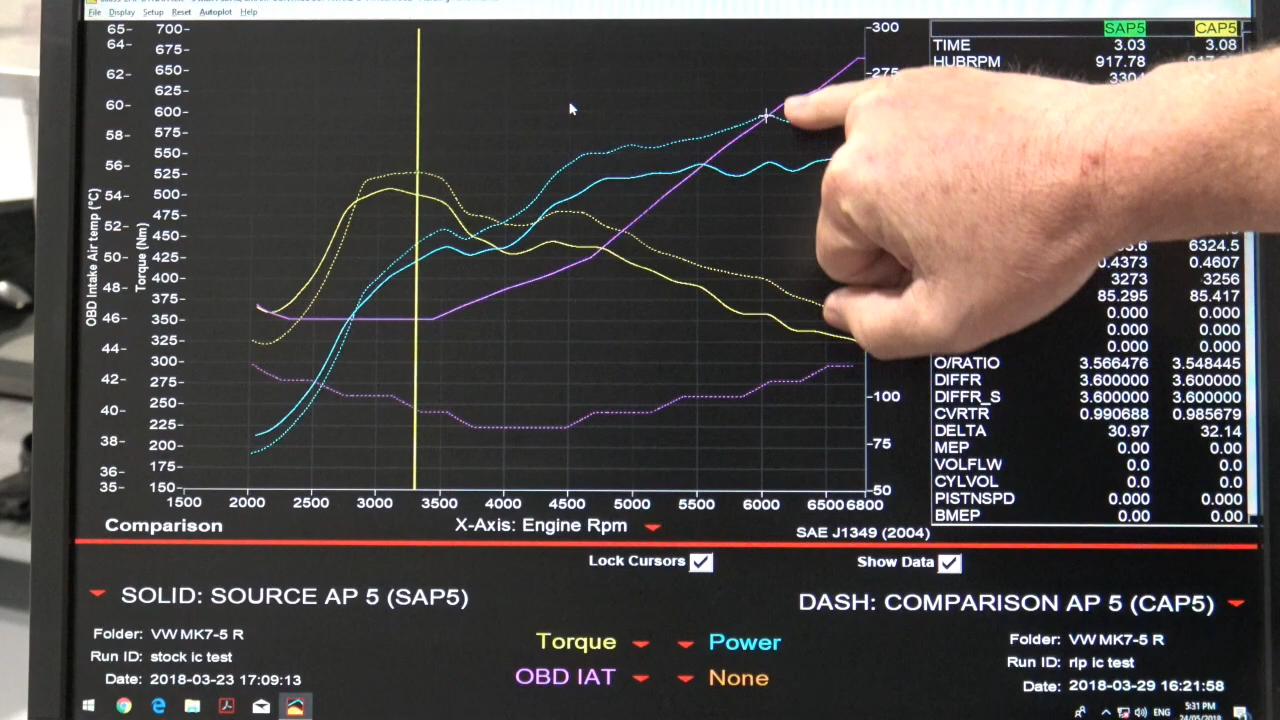 File Display Setup Reset Autoplot Help
65 700 300
64 675
62 650 275
625
60 600
58 575
56 550
525
54 500
52 475
450
50 425
48 400
375
46 350
44 325
300
42 275
40 250 100
225
38 200 75
36 175
35 150 50
OBD Intake Air temp (°C)
Torque (Nm)
1500 2000 2500 3000 3500 4000 4500 5000 5500 6000 6500 6800
Comparison X-Axis: Engine Rpm SAE J1349 (2004)
SAP5 CAP5
TIME 3.03 3.08
HUBRPM 917.78
6324.5
0.4373 0.4607
3273 3256
85.295 85.417
0.000 0.000
0.000 0.000
0.000 0.000
O/RATIO 3.566476 3.548445
DIFFR 3.600000 3.600000
DIFFR_S 3.600000 3.600000
CVRTR 0.990688 0.985679
DELTA 30.97 32.14
MEP 0.00 0.00
VOLFLW 0.0 0.0
CYLVOL 0.0 0.0
PISTNSPD 0.000 0.000
BMEP 0.00 0.00
Lock Cursors Show Data
SOLID: SOURCE AP 5 (SAP5) DASH: COMPARISON AP 5 (CAP5)
Folder: VW MK7-5 R
Run ID: stock ic test
Date: 2018-03-23 17:09:13
Torque Power
OBD IAT None
Folder: VW MK7-5 R
Run ID: rlp ic test
Date: 2018-03-29 16:21:58
ENG 5:31 PM
24/05/2018